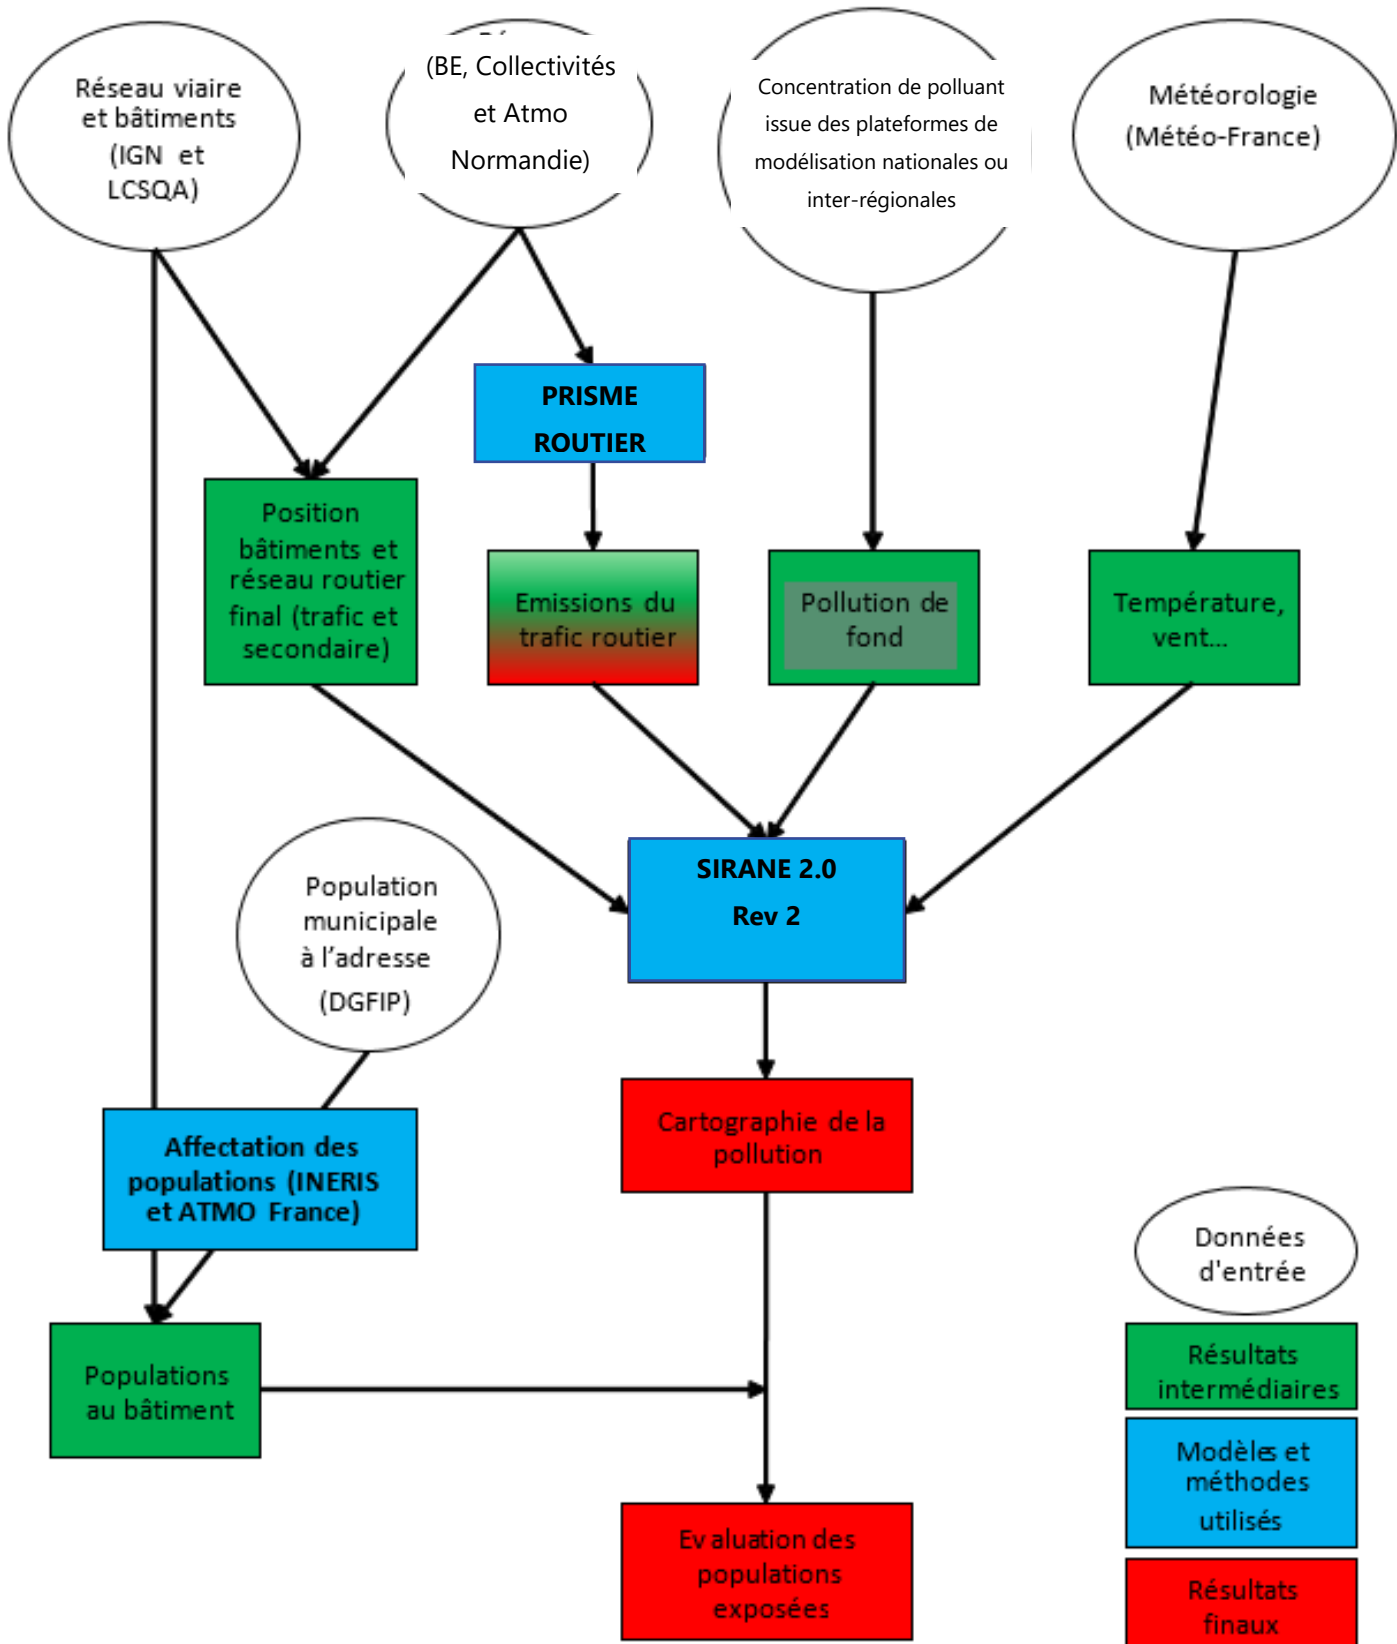 Réseau viaire
et bâtiments
(IGN et
LCSQA)
(BE, Collectivités
et Atmo
Normandie)
Concentration de polluant
issue des plateformes de
modélisation nationales ou
inter-régionales
Météorologie
(Météo-France)
PRISME
ROUTIER
Position
bâtiments et
réseau routier
final (trafic et
secondaire)
Emissions du
trafic routier
Pollution de
fond
Température,
vent...
SIRANE 2.0
Rev 2
Population
municipale
à l'adresse
(DGFIP)
Cartographie de la
pollution
Affectation des
populations (INERIS
et ATMO France)
Populations
au bâtiment
Evaluation des
populations
exposées
Données
d'entrée
Résultats
intermédiaires
Modèles et
méthodes
utilisés
Résultats
finaux